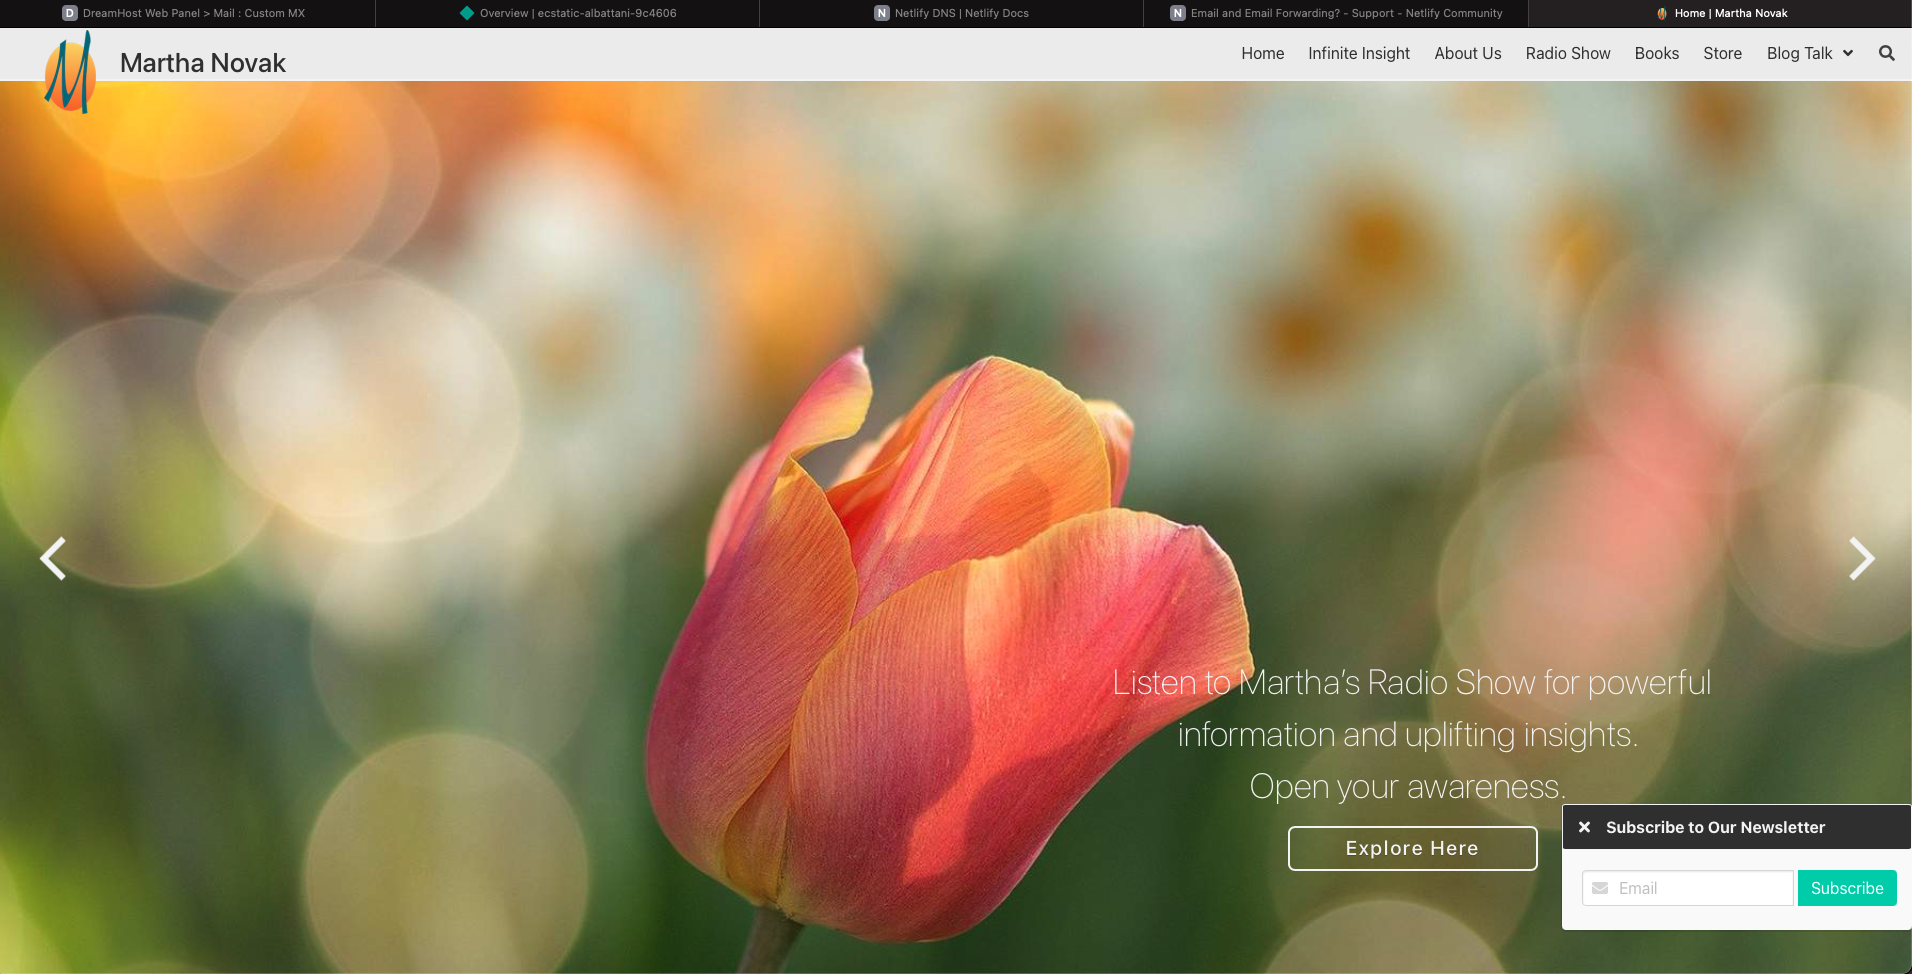 DreamHost Web Panel > Mail : Custom MX
Overview | ecstatic-albattani-9c4606
Netlify DNS | Netlify Docs
Email and Email Forwarding? - Support - Netlify Community
Home | Martha Novak
Martha Novak
Home Infinite Insight About Us Radio Show Books Store Blog Talk
Listen to Martha's Radio Show for powerful
information and uplifting insights.
Open your awareness.
Explore Here
Subscribe to Our Newsletter
Email
Subscribe